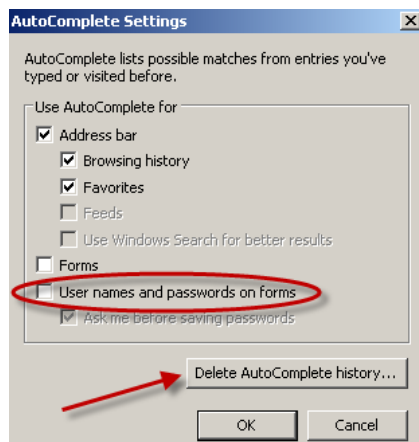 AutoComplete Settings
AutoComplete lists possible matches from entries you've
typed or visited before.
Use AutoComplete for
Address bar
Browsing history
Favorites
Feeds
Use Windows Search for better results
Forms
User names and passwords on forms
Ask me before saving passwords
Delete AutoComplete history...
OK
Cancel